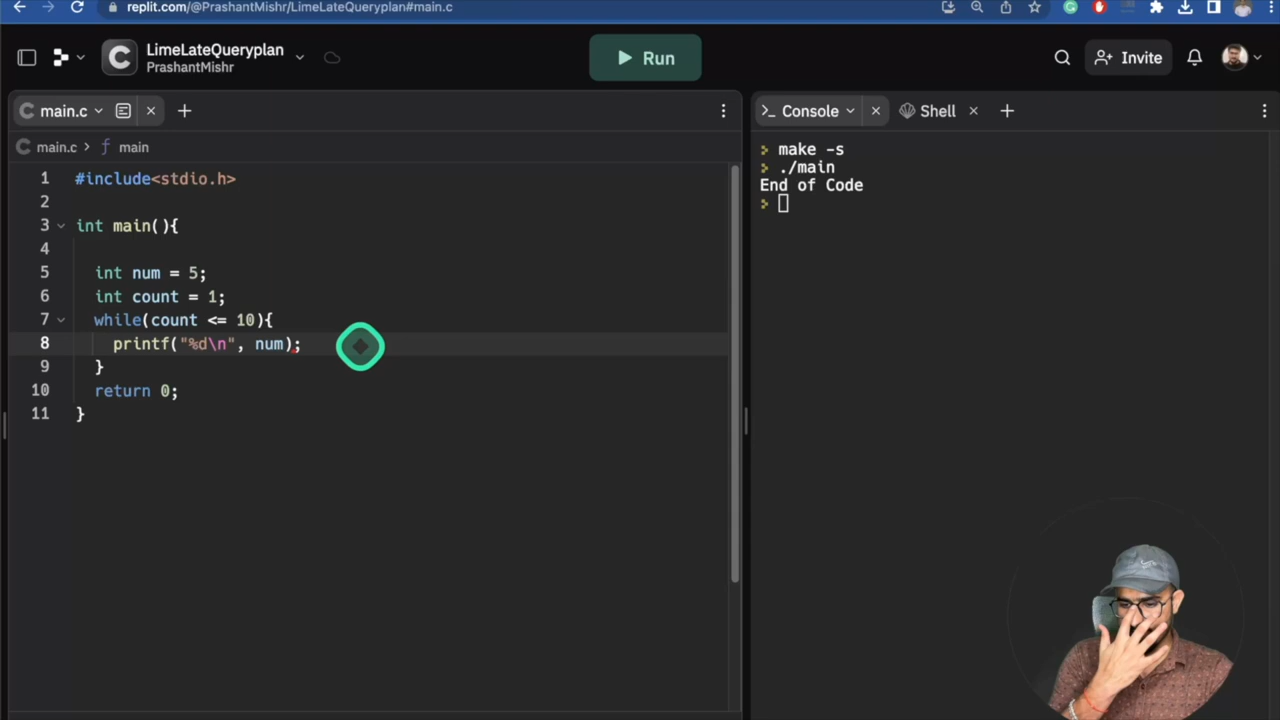 replit.com/@PrashantMishr/LimeLateQueryplan#main.c
LimeLateQueryplan
PrashantMishr
Run
Invite
main.c
Console
Shell
main.c > f main
1 #include<stdio.h>
2
3 int main(){
4
5 int num = 5;
6 int count = 1;
7 while(count <= 10){
8 printf("%d\n", num);
9 }
10 return 0;
11 }
make -s
./main
End of Code